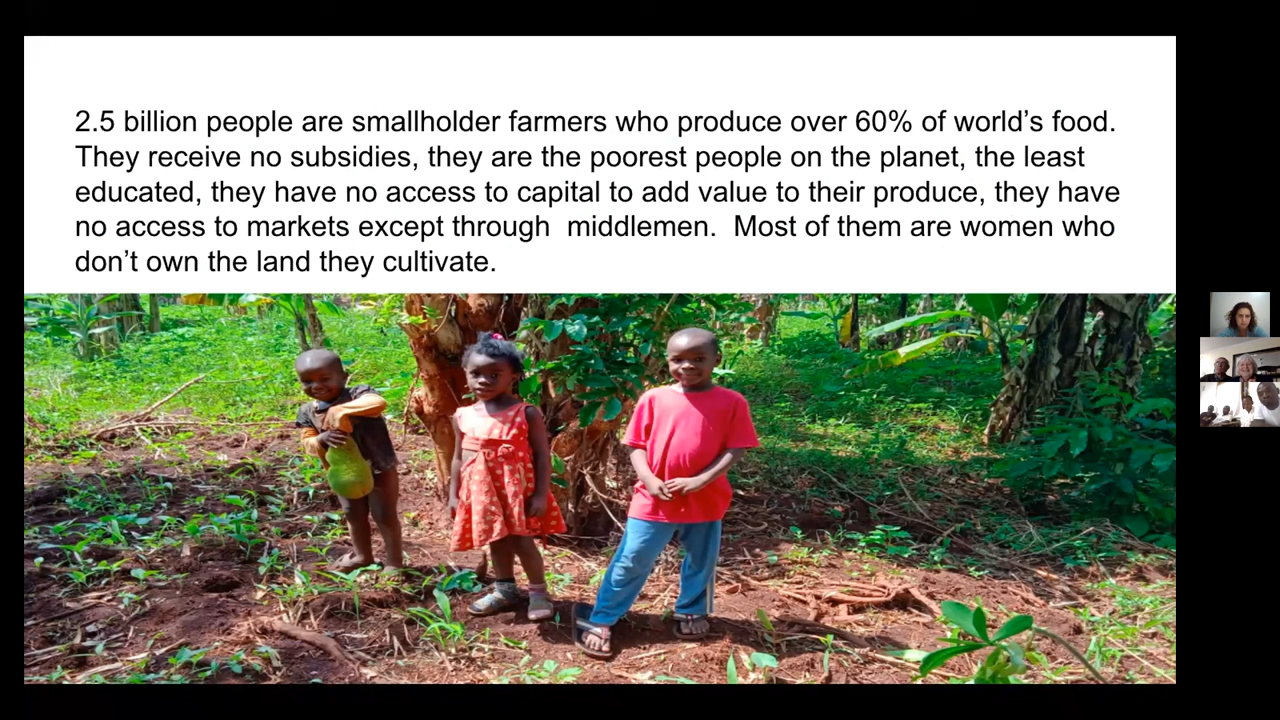 2.5 billion people are smallholder farmers who produce over 60% of world’s food.
They receive no subsidies, they are the poorest people on the planet, the least
educated, they have no access to capital to add value to their produce, they have
no access to markets except through  middlemen.  Most of them are women who
don’t own the land they cultivate.